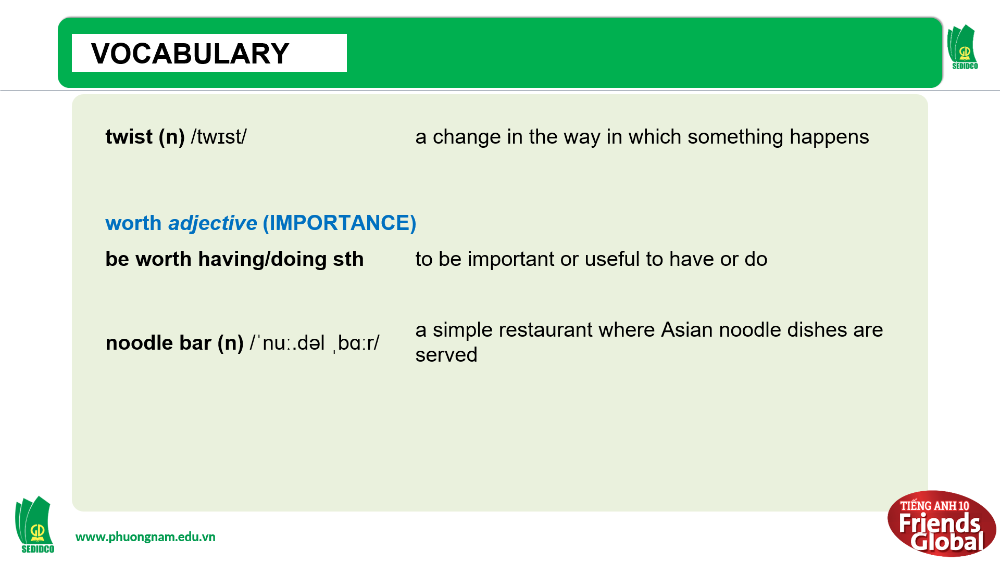 VOCABULARY
GD
SEDIDCO
twist (n) /twɪst/
a change in the way in which something happens
worth adjective (IMPORTANCE)
be worth having/doing sth
to be important or useful to have or do
noodle bar (n) /ˈnuː.dəl ˌbɑːr/
a simple restaurant where Asian noodle dishes are
served
GD
SEDIDCO
www.phuongnam.edu.vn
TIẾNG ANH 10
Friends
Global